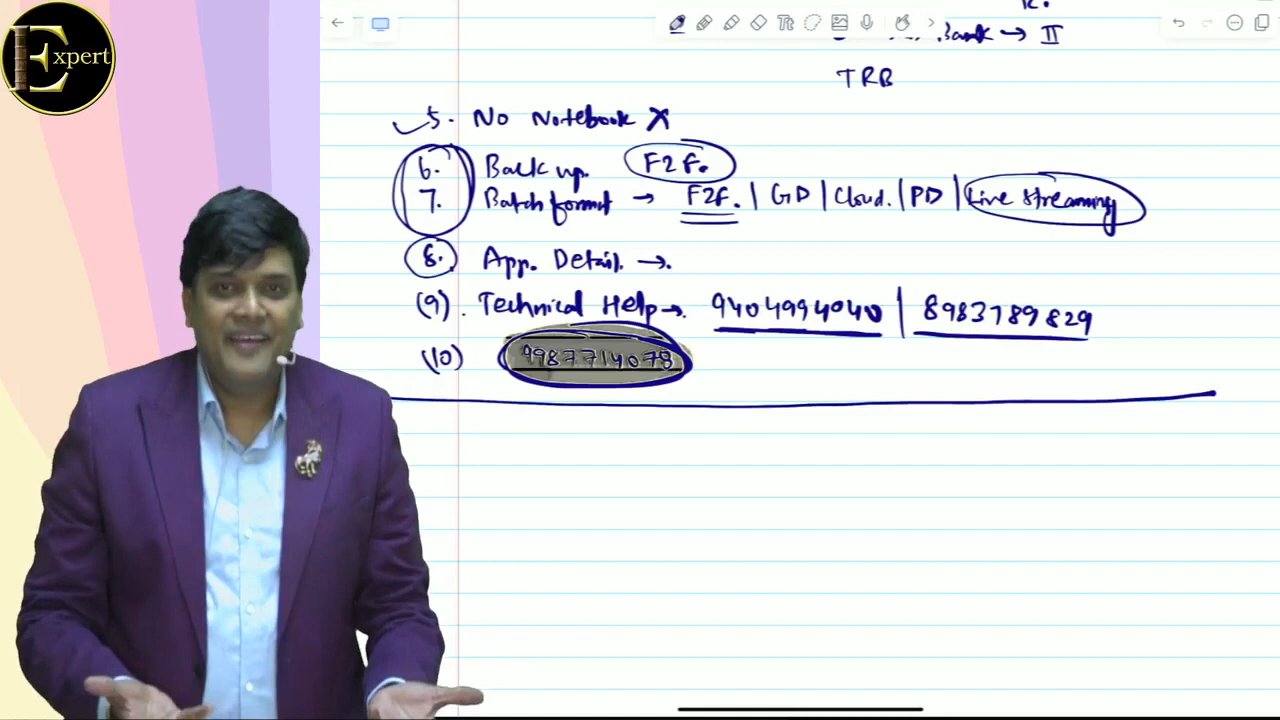 Expert
Bank → II
TRB
5. No Notebook X
6. Back up. F2F.
7. Batch format → F2F. | GD | Cloud. | PD | Live Streaming
8. App. Detail. →.
(9). Technical Help → 9404994040 | 8983789829
(10) 9987714078